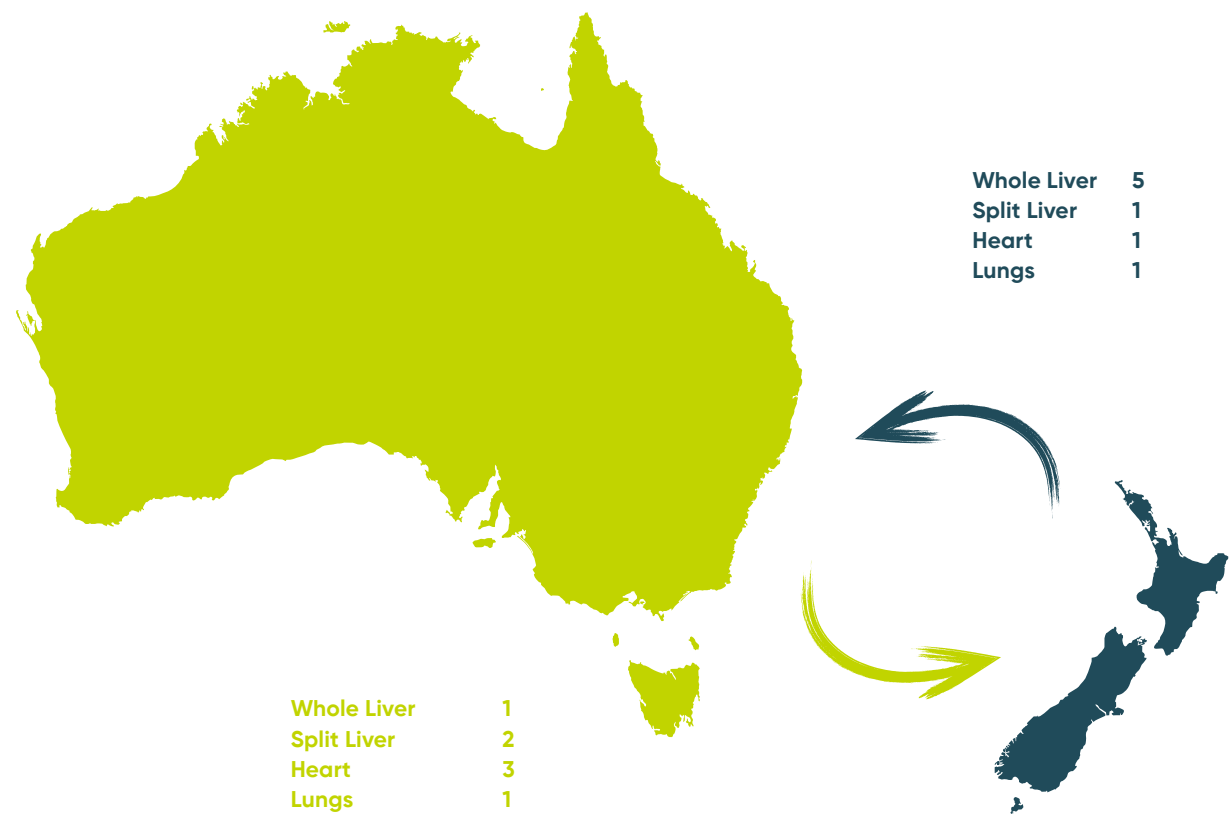 Whole Liver 5
Split Liver 1
Heart 1
Lungs 1
Whole Liver 1
Split Liver 2
Heart 3
Lungs 1